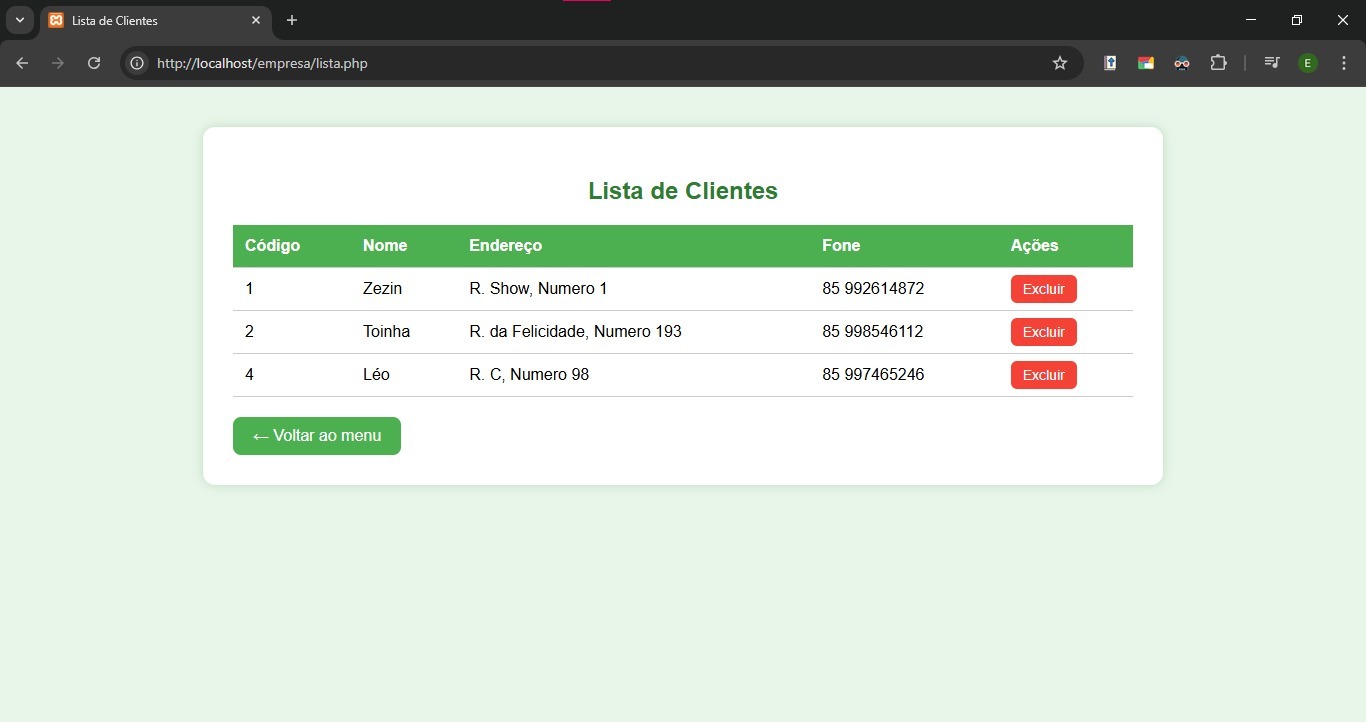 Lista de Clientes
http://localhost/empresa/lista.php
E
Lista de Clientes
Código Nome Endereço Fone Ações
1 Zezin R. Show, Numero 1 85 992614872 Excluir
2 Toinha R. da Felicidade, Numero 193 85 998546112 Excluir
4 Léo R. C, Numero 98 85 997465246 Excluir
← Voltar ao menu